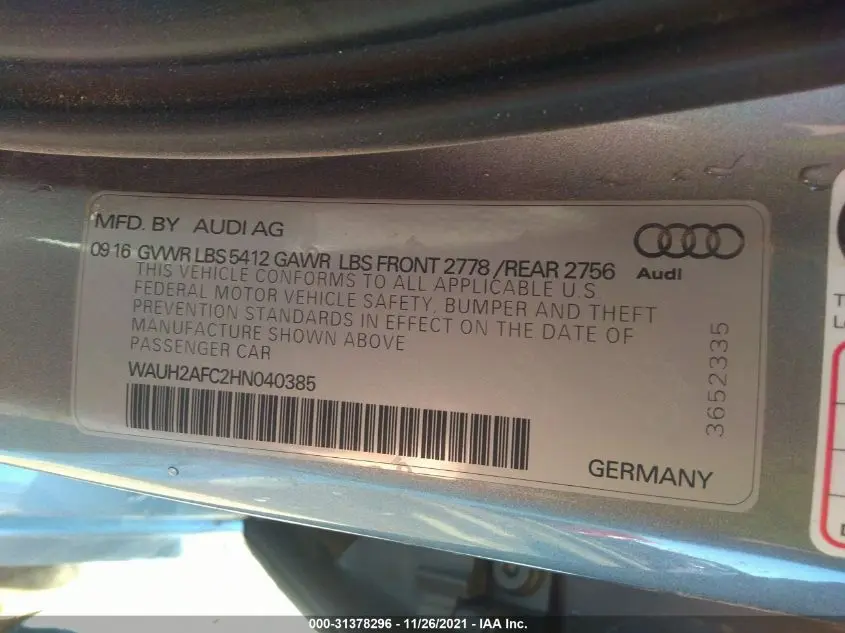 MFD. BY AUDI AG
09 16 GVWR LBS 5412 GAWR LBS FRONT 2778 / REAR 2756
Audi
THIS VEHICLE CONFORMS TO ALL APPLICABLE U.S
FEDERAL MOTOR VEHICLE SAFETY, BUMPER AND THEFT
PREVENTION STANDARDS IN EFFECT ON THE DATE OF
MANUFACTURE SHOWN ABOVE
PASSENGER CAR
WAUH2AFC2HN040385
3652335
GERMANY
000-31378296 - 11/26/2021 - IAA Inc.